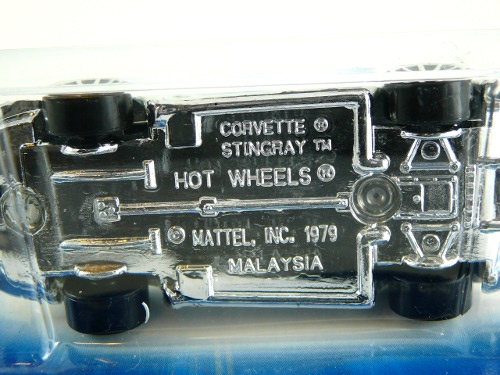 CORVETTE ®
STINGRAY TM
HOT WHEELS ®
© MATTEL, INC. 1979
MALAYSIA